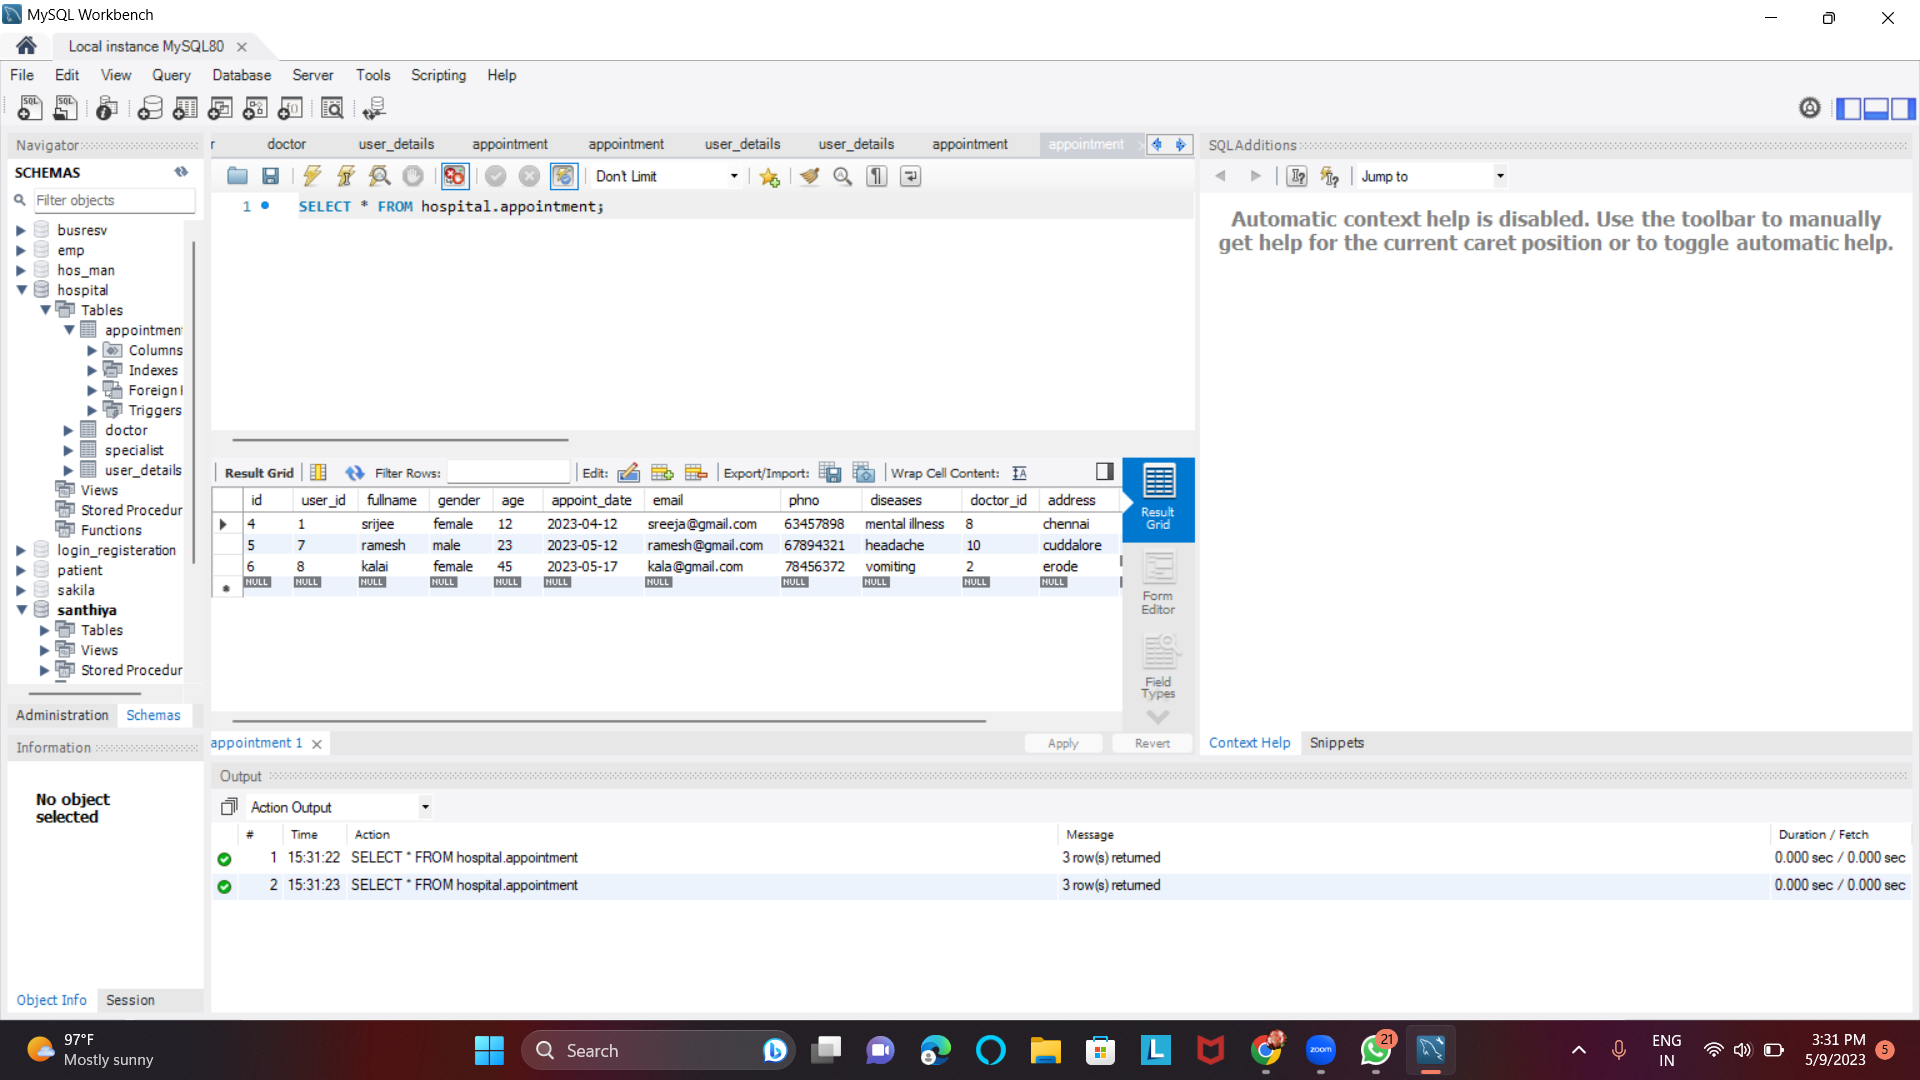 MySQL Workbench
Local instance MySQL80
File Edit View Query Database Server Tools Scripting Help
Navigator
SCHEMAS
Filter objects
busresv
emp
hos_man
hospital
Tables
appointmen
Columns
Indexes
Foreign
Triggers
doctor
specialist
user_details
Views
Stored Procedur
Functions
login_registeration
patient
sakila
santhiya
Tables
Views
Stored Procedur
Administration Schemas
Information
No object
selected
Object Info Session
r doctor user_details appointment appointment user_details user_details appointment appointment
Don't Limit
1 SELECT * FROM hospital.appointment;
Result Grid Filter Rows: Edit: Export/Import: Wrap Cell Content:
id user_id fullname gender age appoint_date email phno diseases doctor_id address
4 1 srijee female 12 2023-04-12 sreeja@gmail.com 63457898 mental illness 8 chennai
5 7 ramesh male 23 2023-05-12 ramesh@gmail.com 67894321 headache 10 cuddalore
6 8 kalai female 45 2023-05-17 kala@gmail.com 78456372 vomiting 2 erode
NULL NULL NULL NULL NULL NULL NULL NULL NULL NULL NULL
Result
Grid
Form
Editor
Field
Types
appointment 1 Apply Revert
SQLAdditions
Jump to
Automatic context help is disabled. Use the toolbar to manually
get help for the current caret position or to toggle automatic help.
Context Help Snippets
Output
Action Output
# Time Action Message Duration / Fetch
1 15:31:22 SELECT * FROM hospital.appointment 3 row(s) returned 0.000 sec / 0.000 sec
2 15:31:23 SELECT * FROM hospital.appointment 3 row(s) returned 0.000 sec / 0.000 sec
97°F
Mostly sunny
Search
L
zoom
21
ENG
IN
3:31 PM
5/9/2023
5